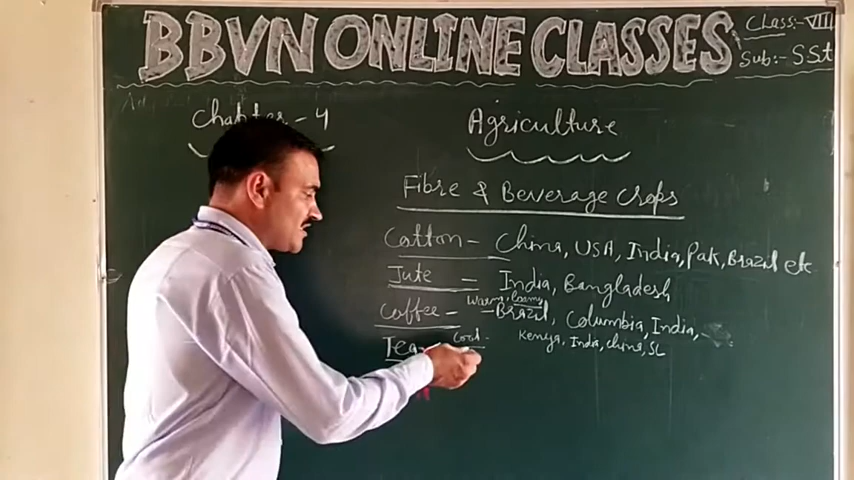 BBVN ONLINE CLASSES
Class:- VIII
Sub:- SSt
Chapter - 4
Agriculture
Fibre & Beverage Crops
Cotton - China, USA, India, Pak, Brazil etc
Jute = India, Bangladesh
warm, loamy
Coffee - - Brazil, Columbia, India,
Tea - Cool - Kenya, India, China, SL